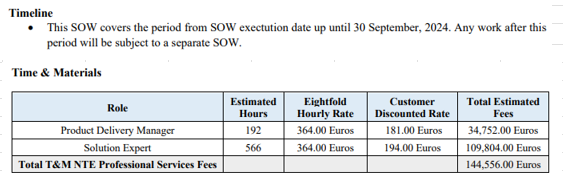 Timeline
• This SOW covers the period from SOW exectution date up until 30 September, 2024. Any work after this
period will be subject to a separate SOW.
Time & Materials
Role Estimated Hours Eightfold Hourly Rate Customer Discounted Rate Total Estimated Fees
Product Delivery Manager 192 364.00 Euros 181.00 Euros 34,752.00 Euros
Solution Expert 566 364.00 Euros 194.00 Euros 109,804.00 Euros
Total T&M NTE Professional Services Fees 144,556.00 Euros